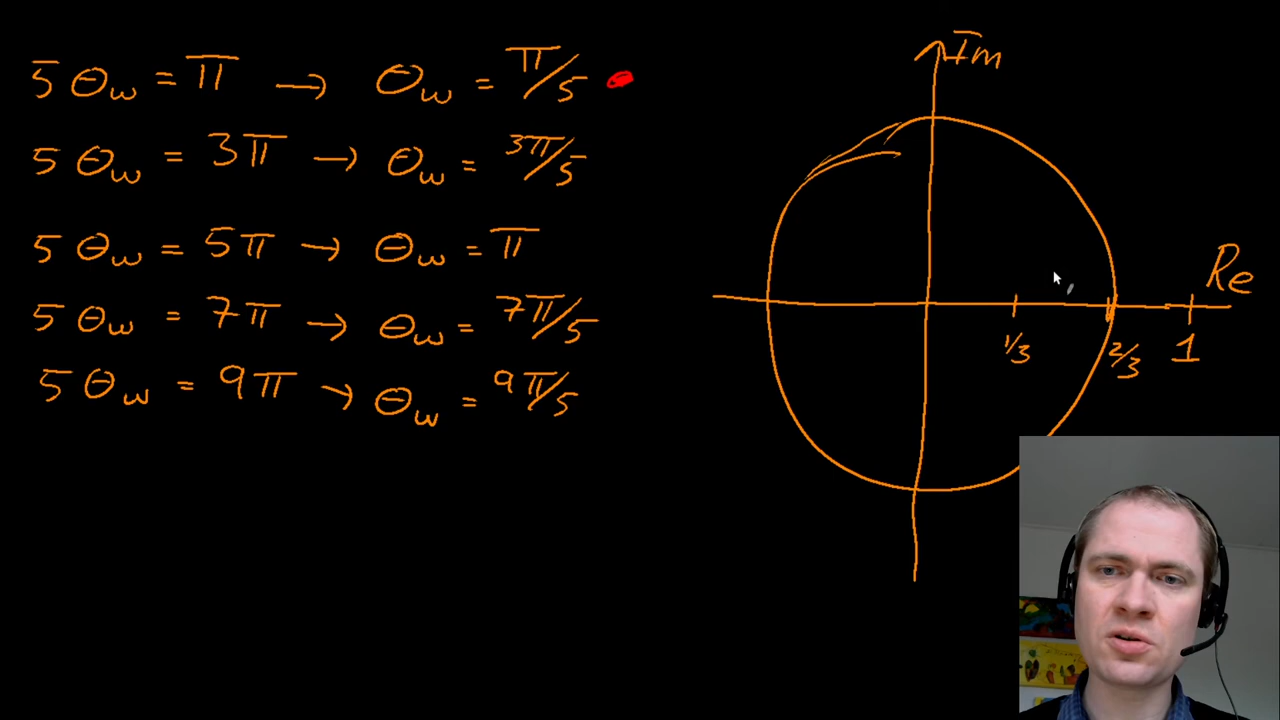 5 Θw = π → Θw = π/5
5 Θw = 3π → Θw = 3π/5
5 Θw = 5π → Θw = π
5 Θw = 7π → Θw = 7π/5
5 Θw = 9π → Θw = 9π/5
Im
Re
1/3
2/3
1